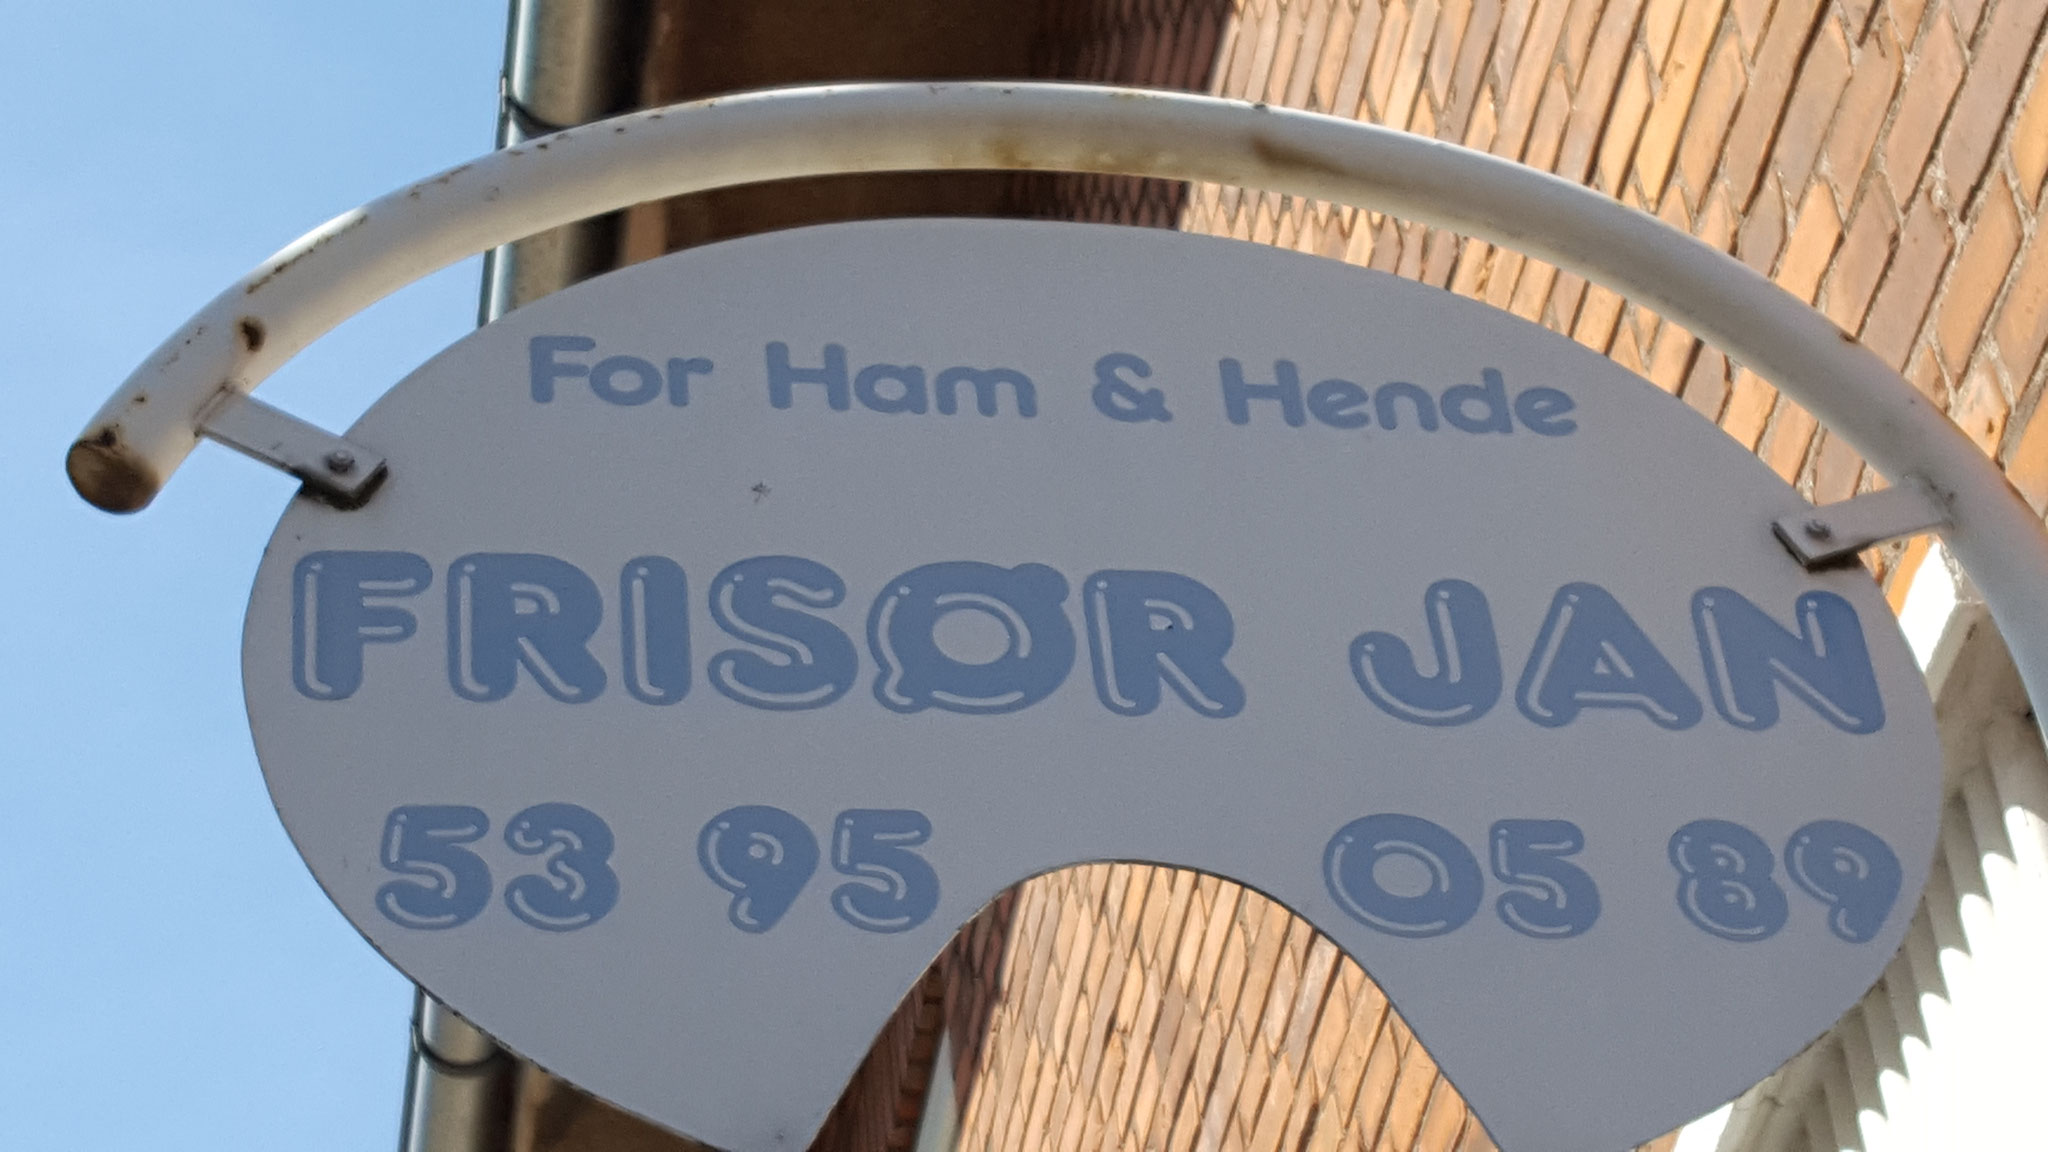 For Ham & Hende
FRISØR JAN
53 95 05 89